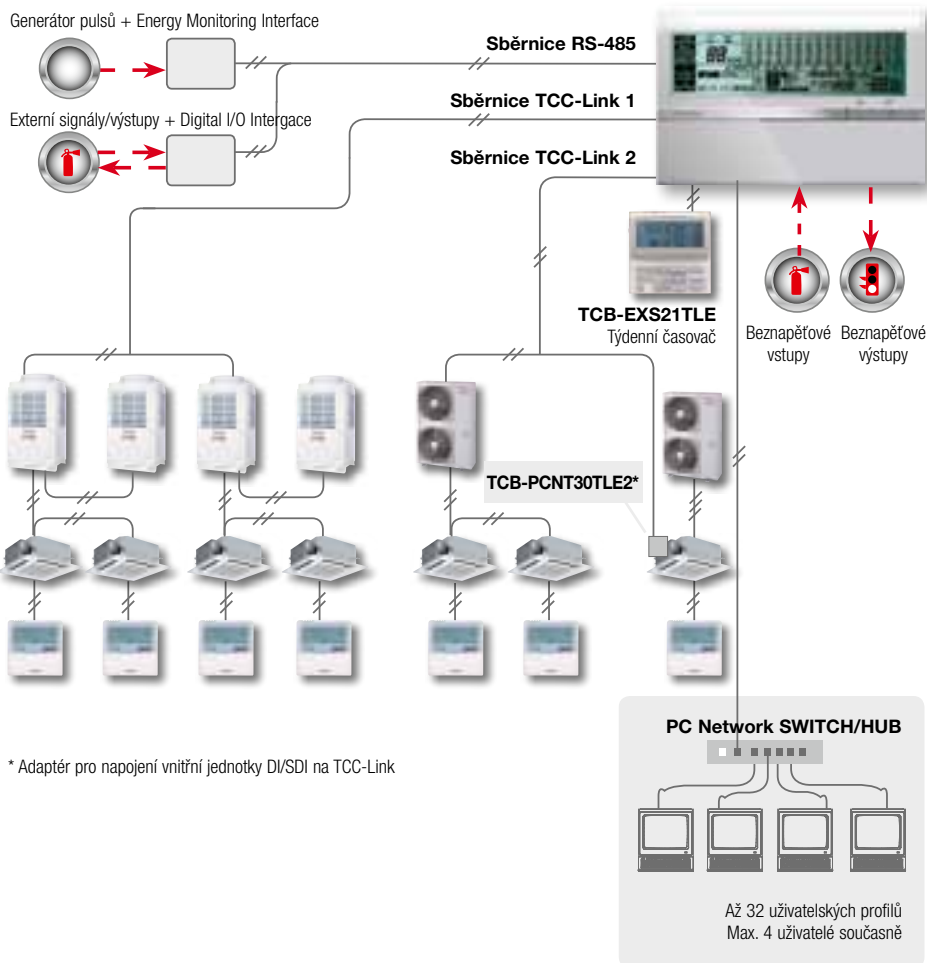 Generátor pulsů + Energy Monitoring Interface
Sběrnice RS-485
Sběrnice TCC-Link 1
Externí signály/výstupy + Digital I/O Intergace
Sběrnice TCC-Link 2
TCB-EXS21TLE
Týdenní časovač
Beznapěťové
vstupy
Beznapěťové
výstupy
TCB-PCNT30TLE2*
PC Network SWITCH/HUB
* Adaptér pro napojení vnitřní jednotky DI/SDI na TCC-Link
Až 32 uživatelských profilů
Max. 4 uživatelé současně